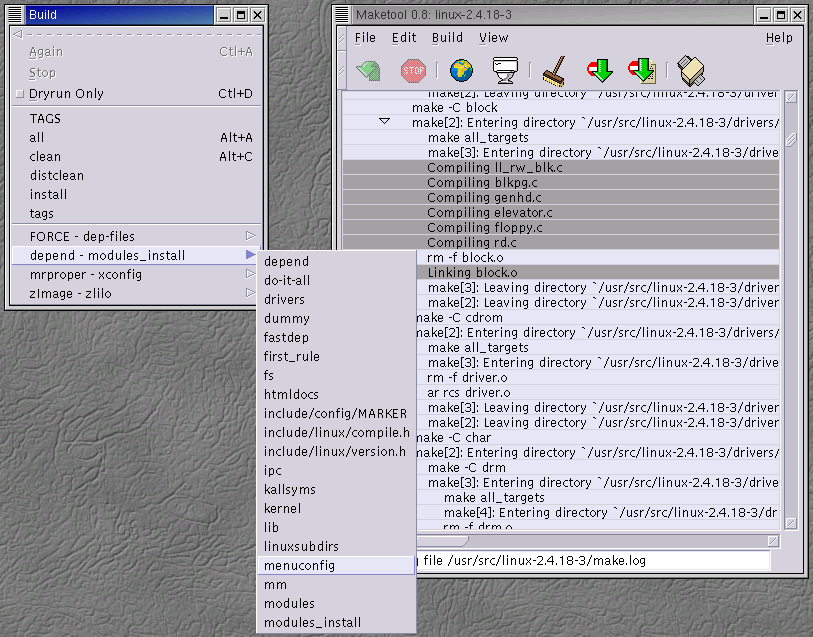 Build
Again Ctl+A
Stop
Dryrun Only Ctl+D
TAGS
all Alt+A
clean Alt+C
distclean
install
tags
FORCE - dep-files
depend - modules_install
mrproper - xconfig
zImage - zlilo
depend
do-it-all
drivers
dummy
fastdep
first_rule
fs
htmldocs
include/config/MARKER
include/linux/compile.h
include/linux/version.h
ipc
kallsyms
kernel
lib
linuxsubdirs
menuconfig
mm
modules
modules_install
Maketool 0.8: linux-2.4.18-3
File Edit Build View Help
STOP
make[2]: Leaving directory `/usr/src/linux-2.4.18-3/drive
make -C block
make[2]: Entering directory `/usr/src/linux-2.4.18-3/drivers/
make all_targets
make[3]: Entering directory `/usr/src/linux-2.4.18-3/drive
Compiling ll_rw_blk.c
Compiling blkpg.c
Compiling genhd.c
Compiling elevator.c
Compiling floppy.c
Compiling rd.c
rm -f block.o
Linking block.o
make[3]: Leaving directory `/usr/src/linux-2.4.18-3/driver
make[2]: Leaving directory `/usr/src/linux-2.4.18-3/drivers
make -C cdrom
make[2]: Entering directory `/usr/src/linux-2.4.18-3/drivers/
make all_targets
make[3]: Entering directory `/usr/src/linux-2.4.18-3/drive
rm -f driver.o
ar rcs driver.o
make[3]: Leaving directory `/usr/src/linux-2.4.18-3/driver
make[2]: Leaving directory `/usr/src/linux-2.4.18-3/drivers
make -C char
make[2]: Entering directory `/usr/src/linux-2.4.18-3/drivers/
make -C drm
make[3]: Entering directory `/usr/src/linux-2.4.18-3/drive
make all_targets
make[4]: Entering directory `/usr/src/linux-2.4.18-3/dr
rm -f drm.o
file /usr/src/linux-2.4.18-3/make.log